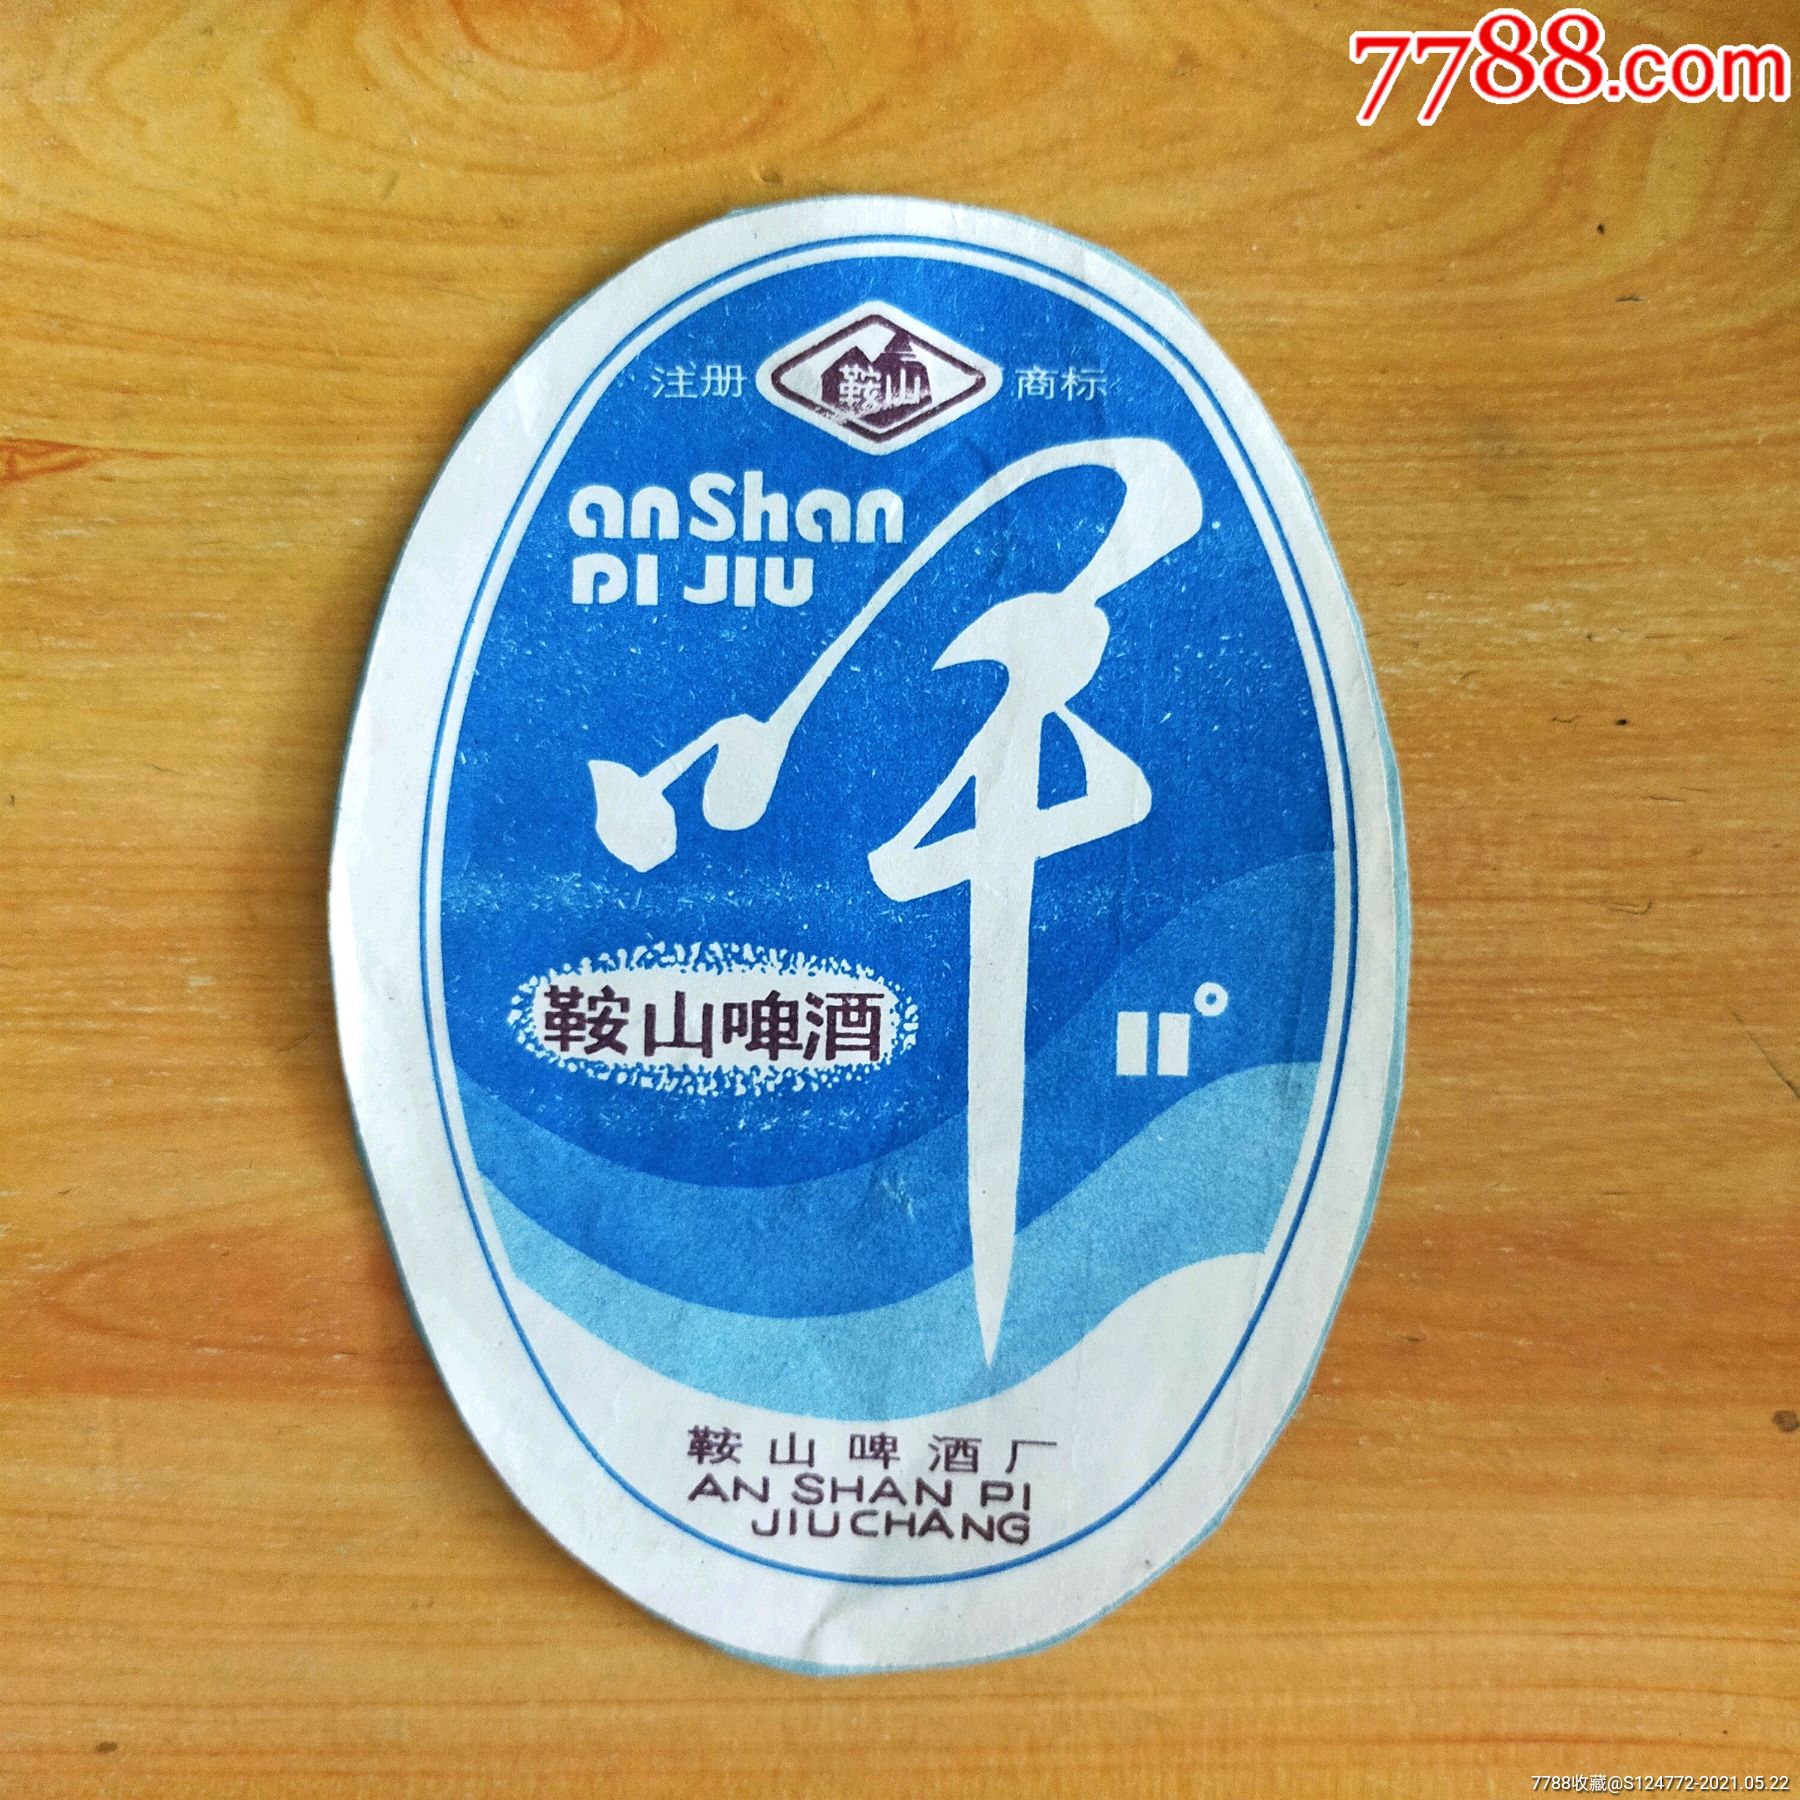 7788.com
注册 鞍山 商标
anShan
PI JIU
啤
鞍山啤酒
11°
鞍山啤酒厂
AN SHAN PI
JIUCHANG
7788收藏@S124772-2021.05.22